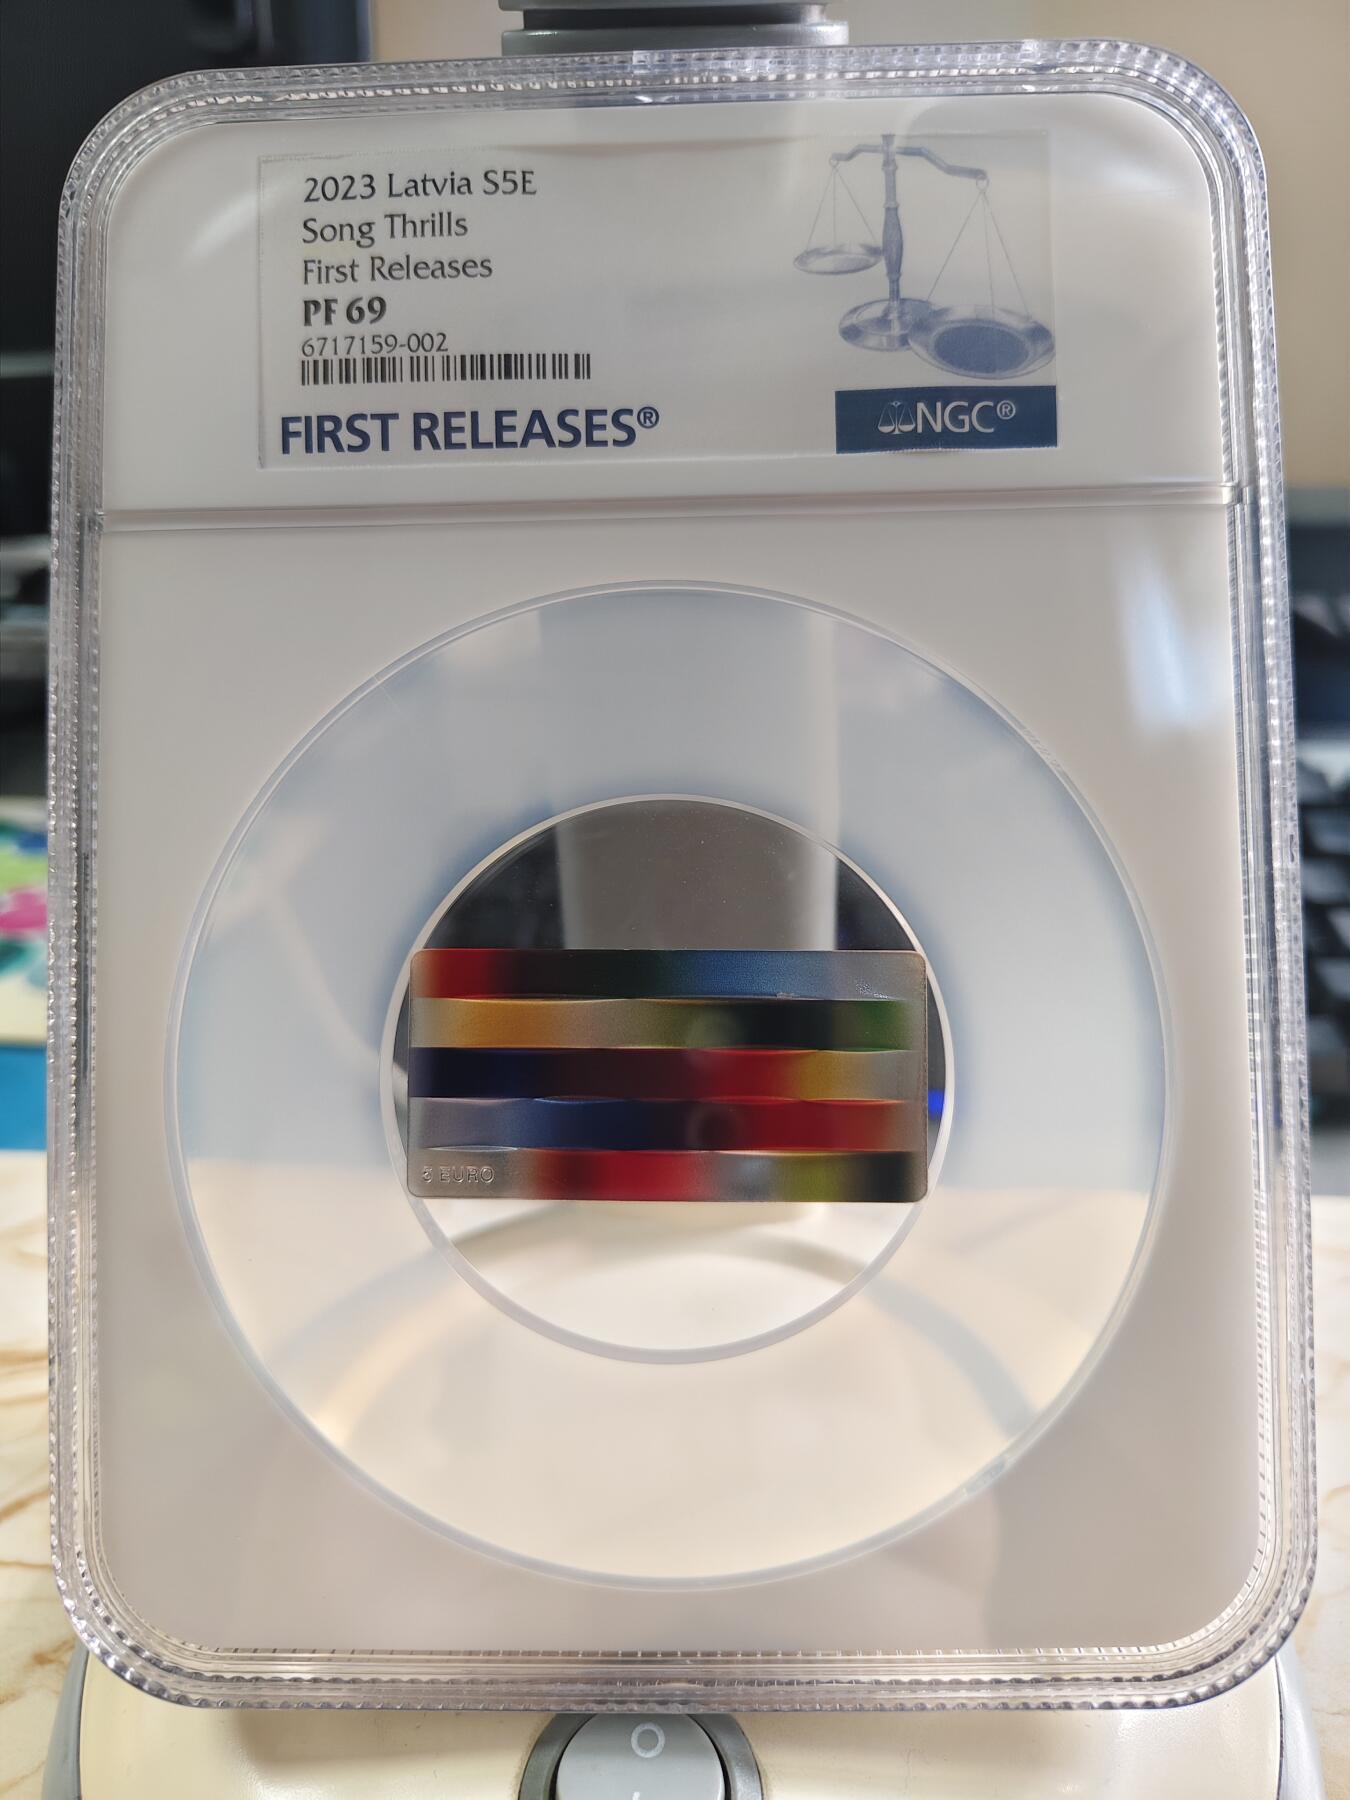 2023 Latvia S5E
Song Thrills
First Releases
PF 69
6717159-002
FIRST RELEASES®
NGC®
5 EURO